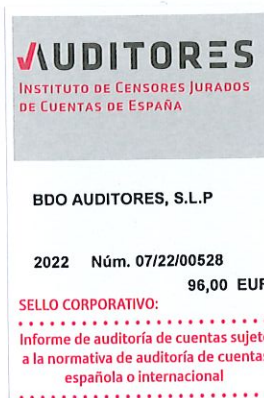 AUDITORES
INSTITUTO DE CENSORES JURADOS
DE CUENTAS DE ESPAÑA
BDO AUDITORES, S.L.P
2022 Núm. 07/22/00528
96,00 EUR
SELLO CORPORATIVO:
Informe de auditoría de cuentas sujeto
a la normativa de auditoría de cuentas
española o internacional